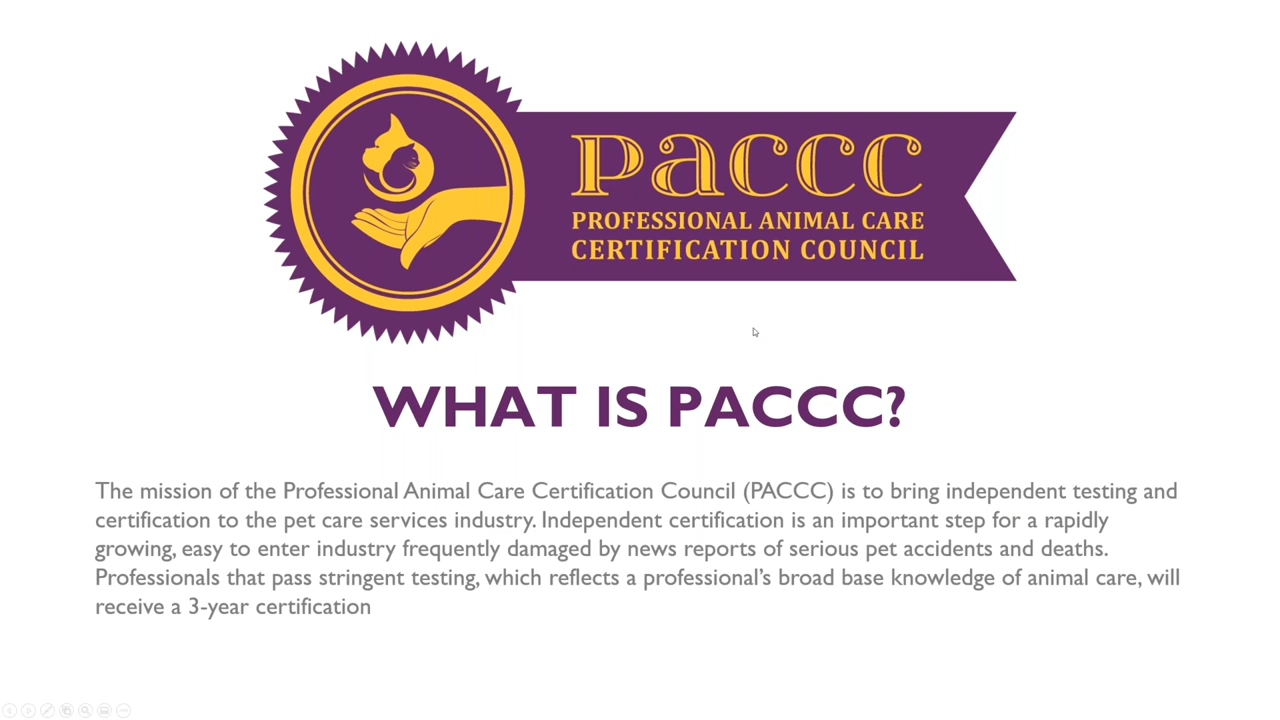 paccc
PROFESSIONAL ANIMAL CARE
CERTIFICATION COUNCIL
WHAT IS PACCC?
The mission of the Professional Animal Care Certification Council (PACCC) is to bring independent testing and
certification to the pet care services industry. Independent certification is an important step for a rapidly
growing, easy to enter industry frequently damaged by news reports of serious pet accidents and deaths.
Professionals that pass stringent testing, which reflects a professional's broad base knowledge of animal care, will
receive a 3-year certification